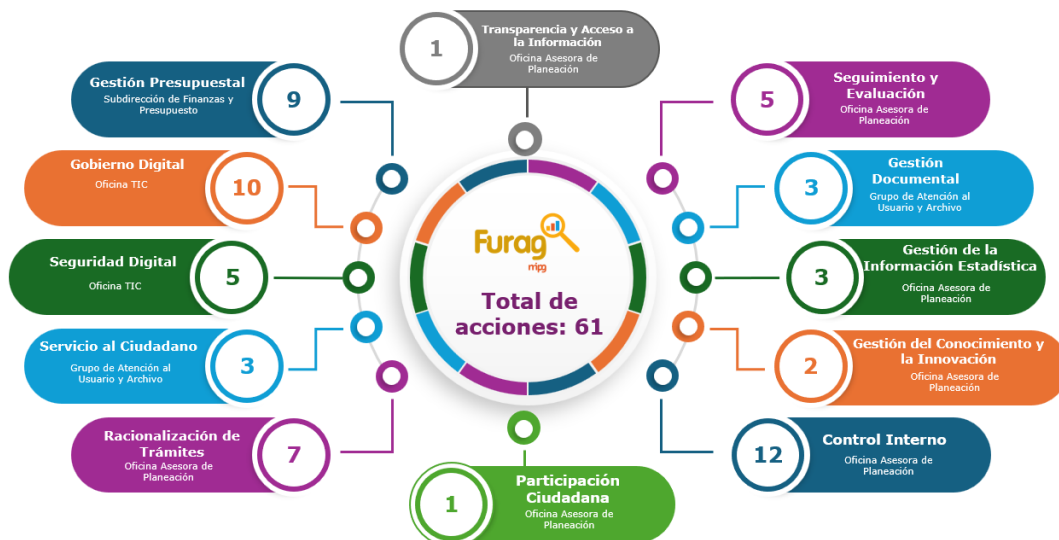 1
Transparencia y Acceso a
la Información
Oficina Asesora de
Planeación
Gestión Presupuestal
Subdirección de Finanzas y
Presupuesto
9
Gobierno Digital
Oficina TIC
10
Seguridad Digital
Oficina TIC
5
Servicio al Ciudadano
Grupo de Atención al
Usuario y Archivo
3
Racionalización de
Trámites
Oficina Asesora de
Planeación
7
Furag
mipg
Total de
acciones: 61
1
Participación
Ciudadana
Oficina Asesora de
Planeación
5
Seguimiento y
Evaluación
Oficina Asesora de
Planeación
3
Gestión
Documental
Grupo de Atención al
Usuario y Archivo
3
Gestión de la
Información Estadística
Oficina Asesora de
Planeación
2
Gestión del Conocimiento y
la Innovación
Oficina Asesora de
Planeación
12
Control Interno
Oficina Asesora de
Planeación